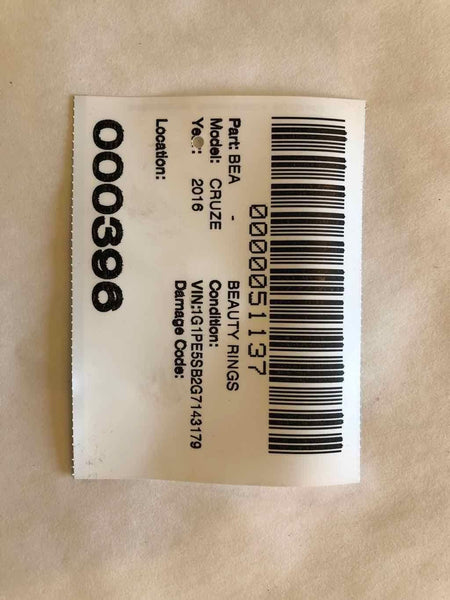 0000051137
Part: BEA - BEAUTY RINGS
Model: CRUZE Condition:
Year: 2016 VIN:1G1PE5SB2G7143179
Damage Code:
Location:
000396